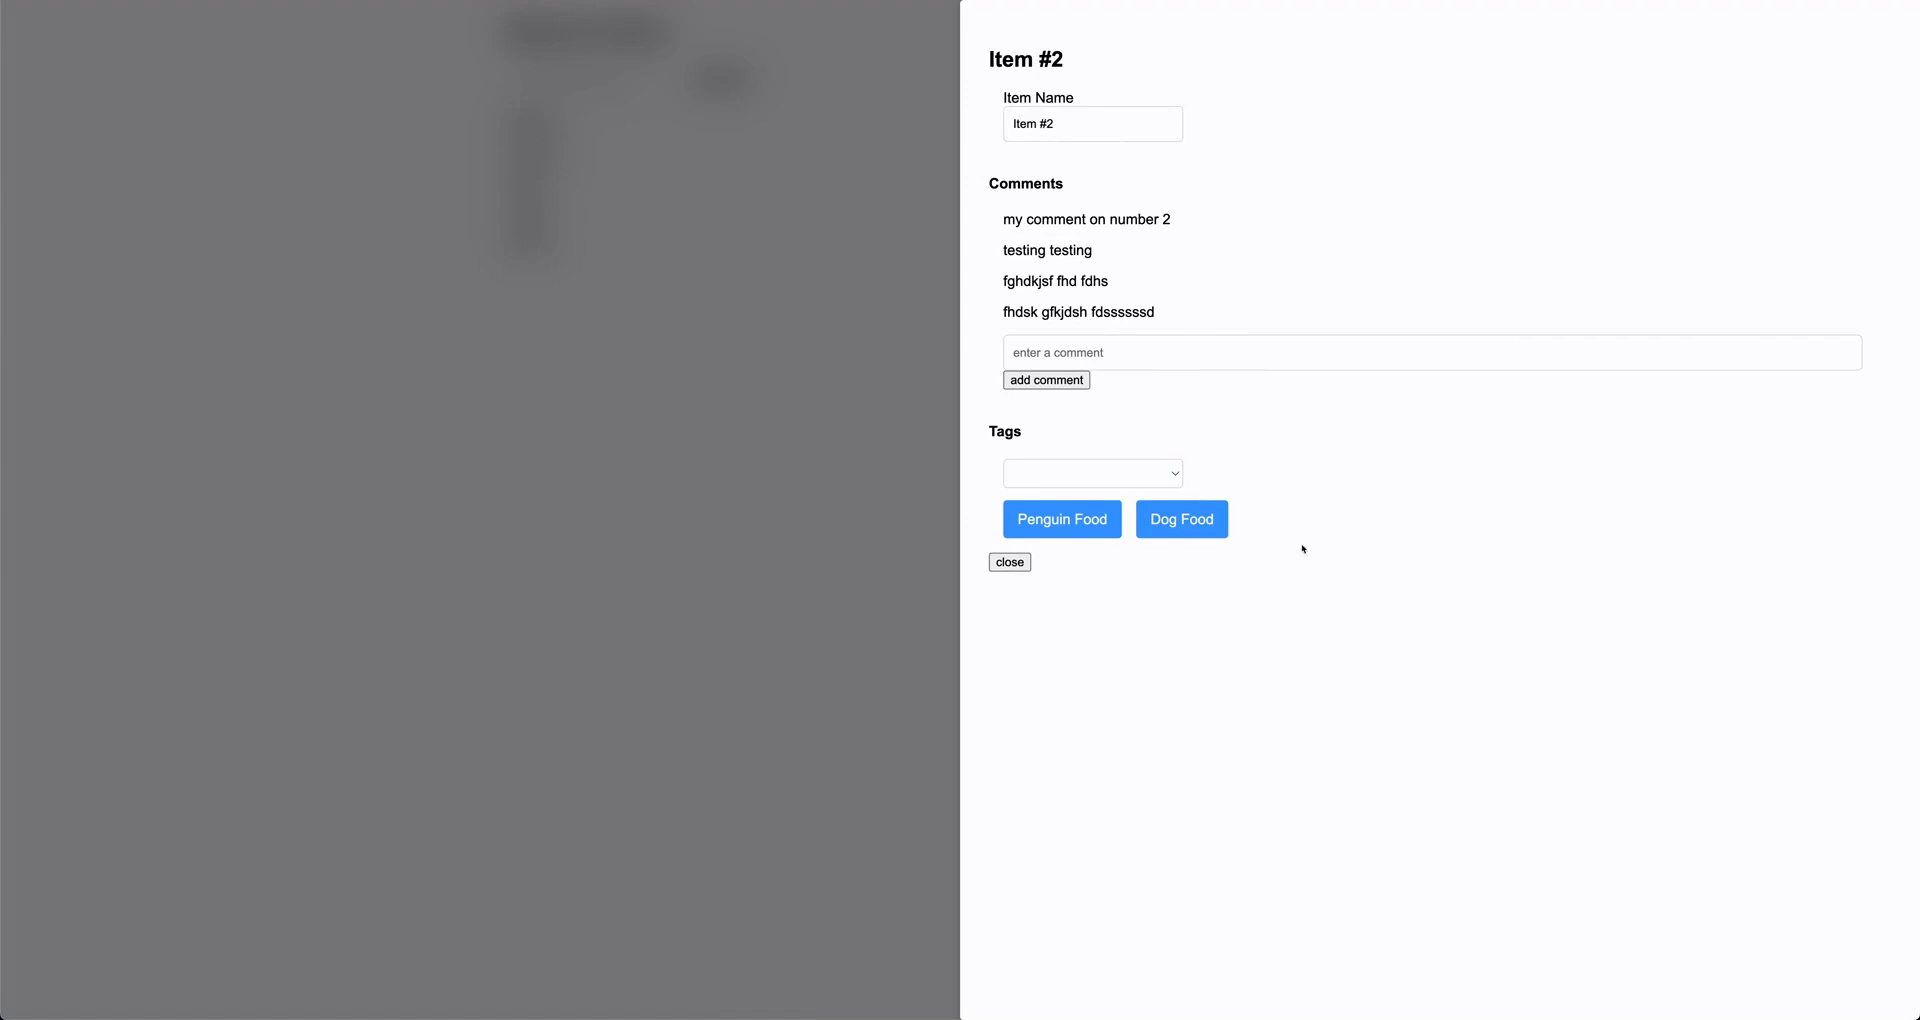 Item #2
Item Name
Item #2
Comments
my comment on number 2
testing testing
fghdkjsf fhd fdhs
fhdsk gfkjdsh fdssssssd
enter a comment
add comment
Tags
Penguin Food
Dog Food
close